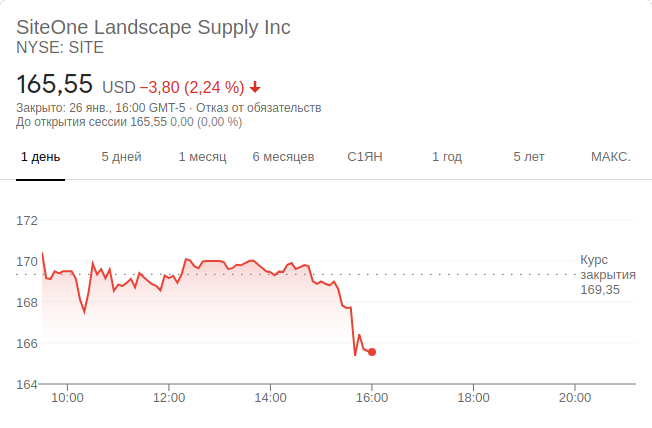 SiteOne Landscape Supply Inc
NYSE: SITE
165,55 USD −3,80 (2,24 %)
Закрыто: 26 янв., 16:00 GMT-5 · Отказ от обязательств
До открытия сессии 165,55 0,00 (0,00 %)
1 день 5 дней 1 месяц 6 месяцев С1ЯН 1 год 5 лет МАКС.
172
170
168
166
164
Курс
закрытия
169,35
10:00 12:00 14:00 16:00 18:00 20:00